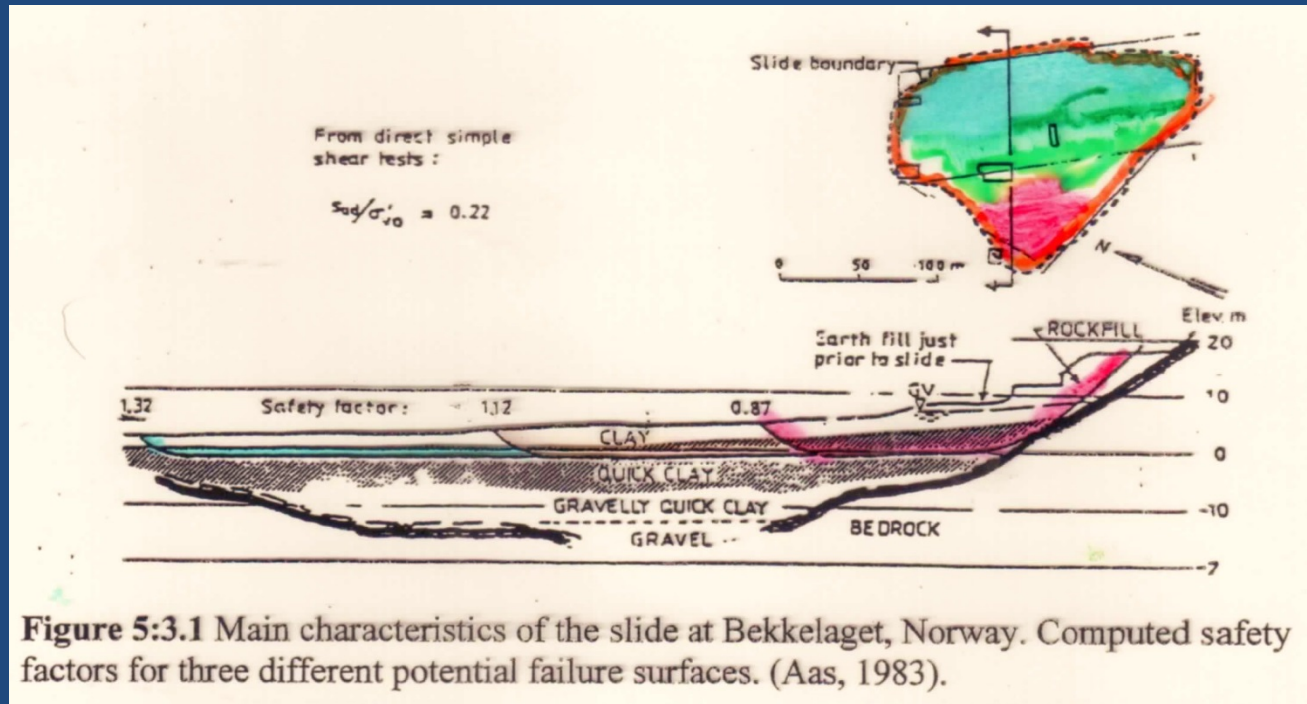 Slide boundary
From direct simple
shear tests :
Sud/σ'vo = 0.22
0 50 100 m
N
Elev. m
ROCKFILL
20
Earth fill just
prior to slide
GV
10
1.32 Safety factor: 1.12 0.87
CLAY
0
QUICK CLAY
GRAVELLY QUICK CLAY
-10
BEDROCK
GRAVEL
Figure 5:3.1 Main characteristics of the slide at Bekkelaget, Norway. Computed safety
factors for three different potential failure surfaces. (Aas, 1983).